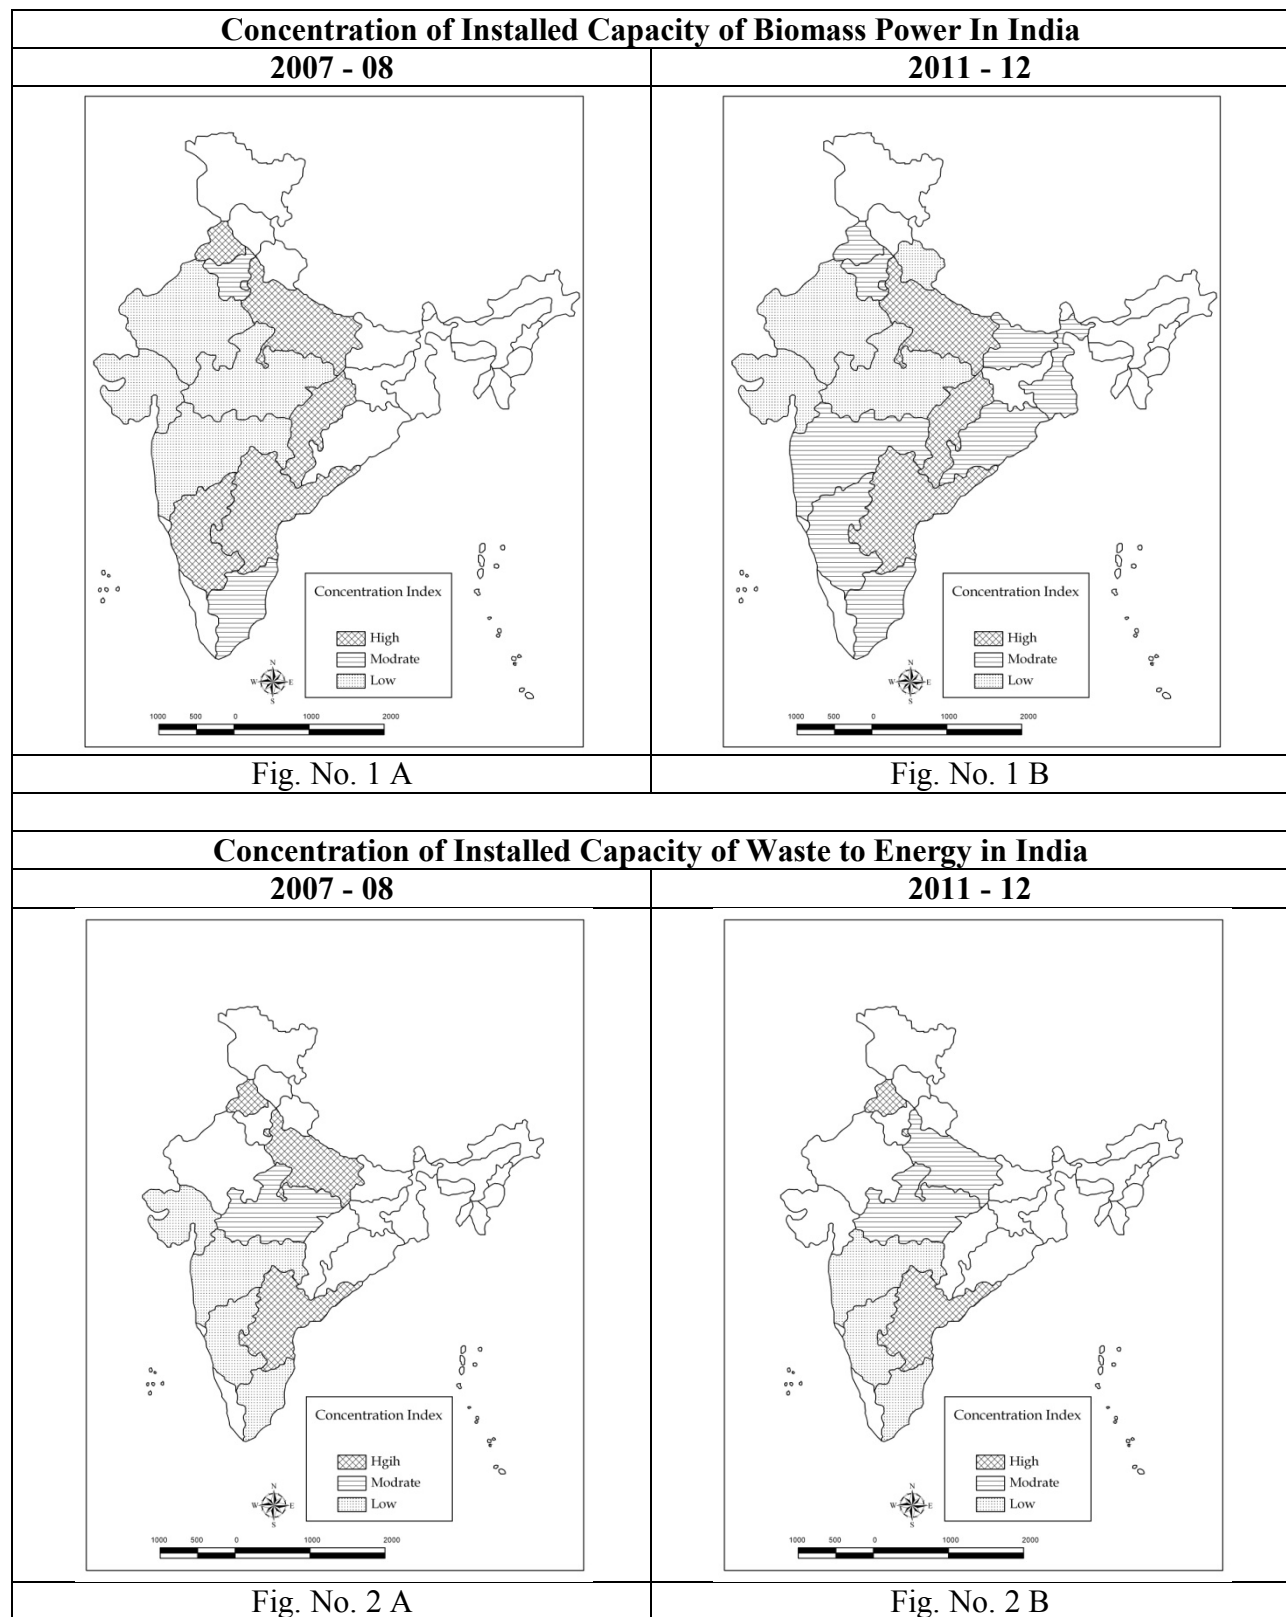 Concentration of Installed Capacity of Biomass Power In India
2007 - 08
2011 - 12
Concentration Index
High
Modrate
Low
N
W E
S
1000 500 0 1000 2000
Concentration Index
High
Modrate
Low
N
W E
S
1000 500 0 1000 2000
Fig. No. 1 A
Fig. No. 1 B
Concentration of Installed Capacity of Waste to Energy in India
2007 - 08
2011 - 12
Concentration Index
Hgih
Modrate
Low
N
W E
S
1000 500 0 1000 2000
Concentration Index
High
Modrate
Low
N
W E
S
1000 500 0 1000 2000
Fig. No. 2 A
Fig. No. 2 B